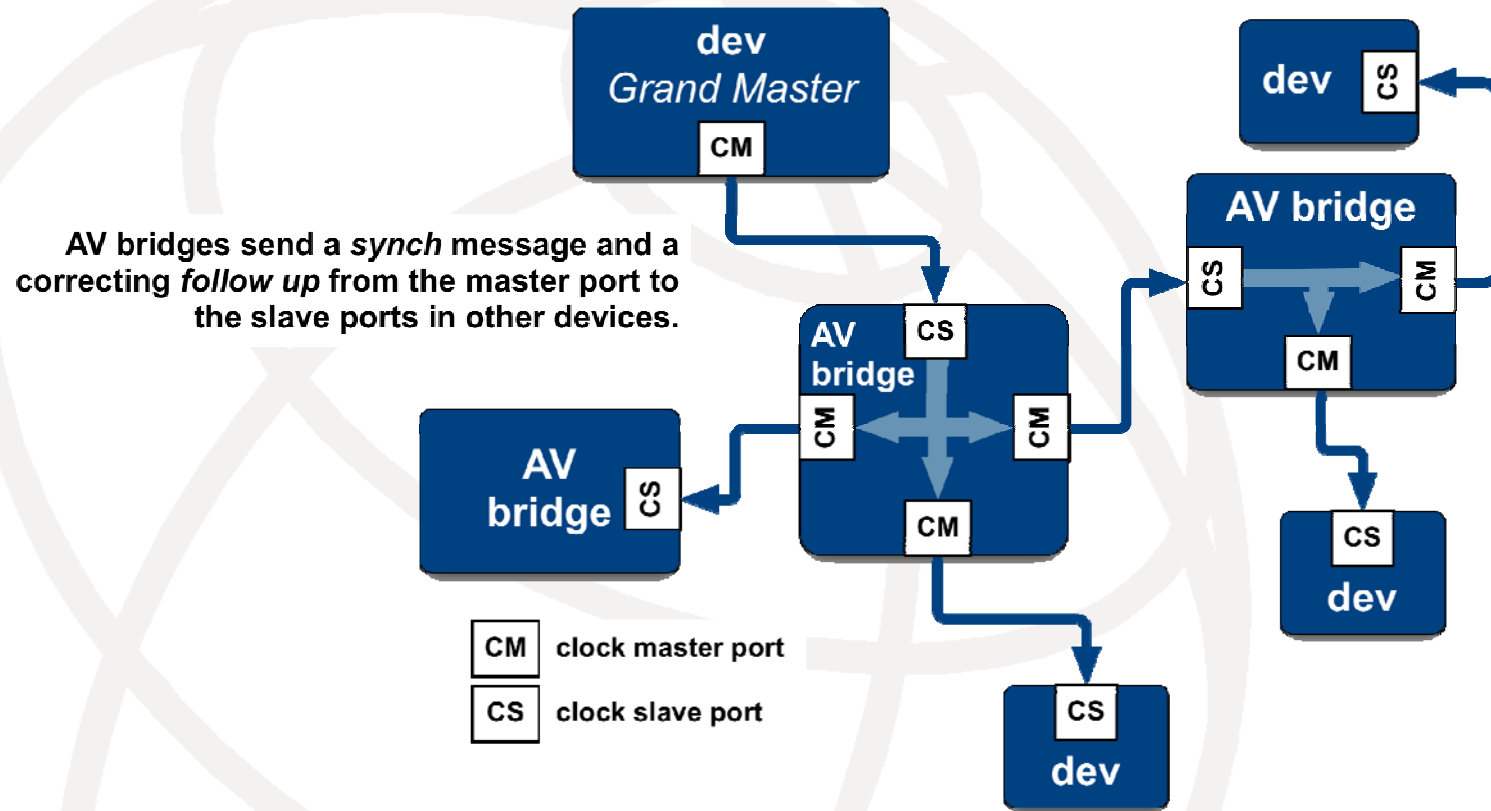 dev
Grand Master
CM
dev
CS
AV bridges send a synch message and a
correcting follow up from the master port to
the slave ports in other devices.
AV bridge
CS
CM
CM
AV
bridge
CS
CM
CM
CM
AV
bridge
CS
CS
dev
CM clock master port
CS clock slave port
CS
dev